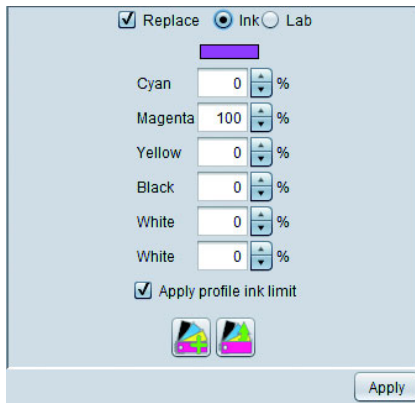 Replace Ink Lab
Cyan 0 %
Magenta 100 %
Yellow 0 %
Black 0 %
White 0 %
White 0 %
Apply profile ink limit
Apply